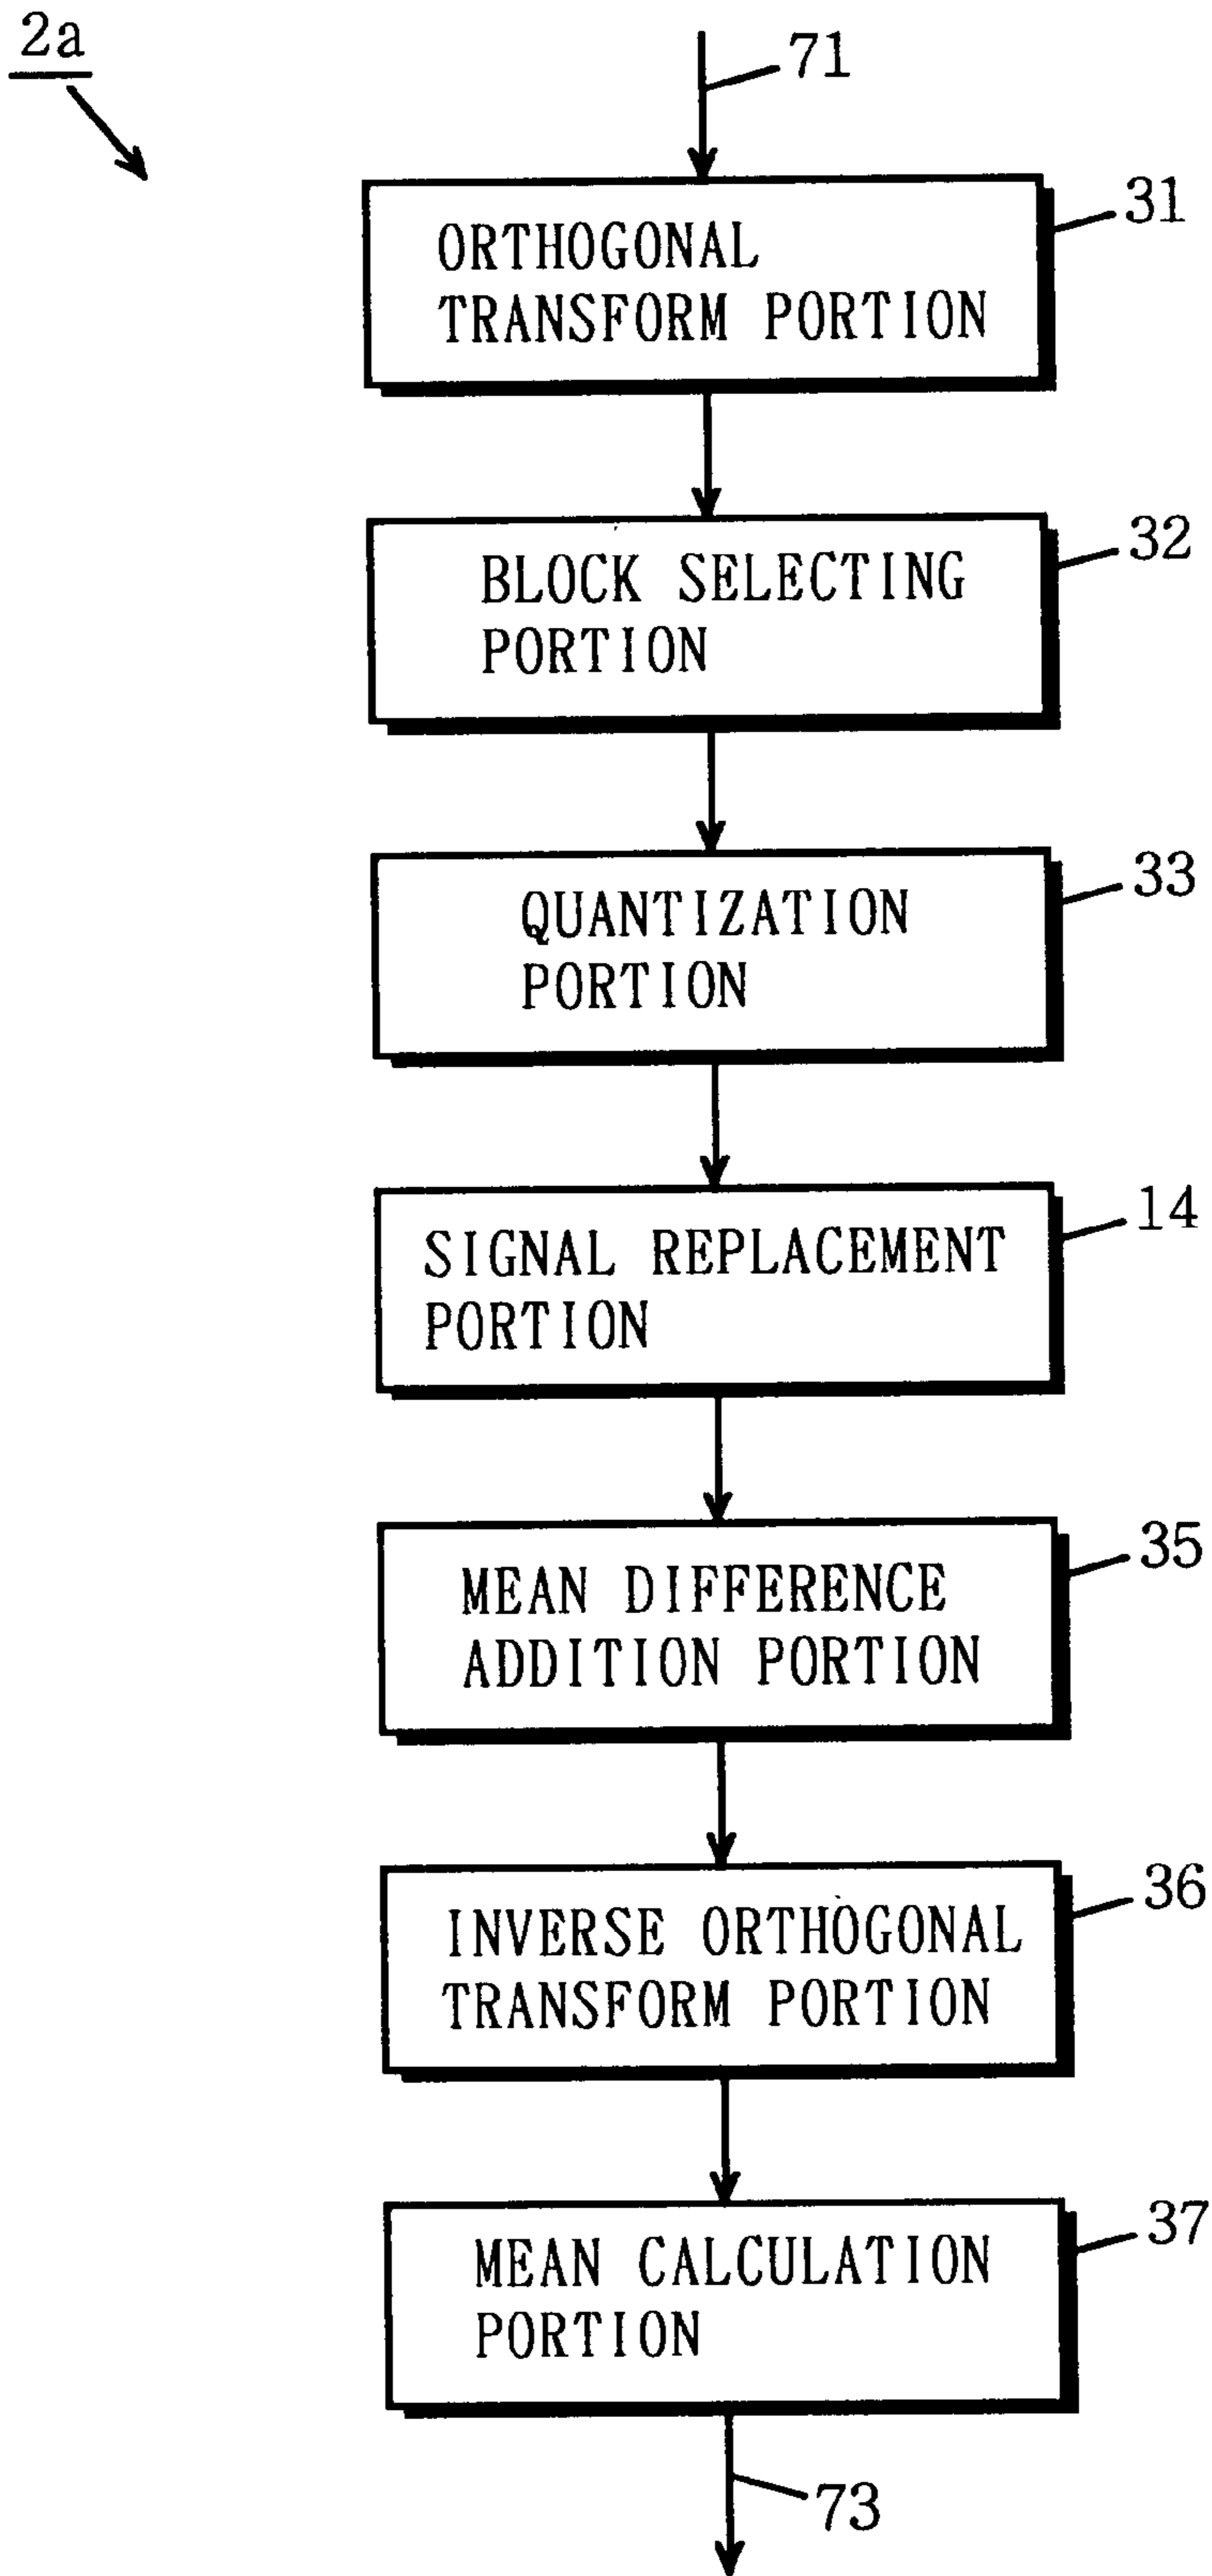 2a
71
31
ORTHOGONAL
TRANSFORM PORTION
32
BLOCK SELECTING
PORTION
33
QUANTIZATION
PORTION
14
SIGNAL REPLACEMENT
PORTION
35
MEAN DIFFERENCE
ADDITION PORTION
36
INVERSE ORTHOGONAL
TRANSFORM PORTION
37
MEAN CALCULATION
PORTION
73